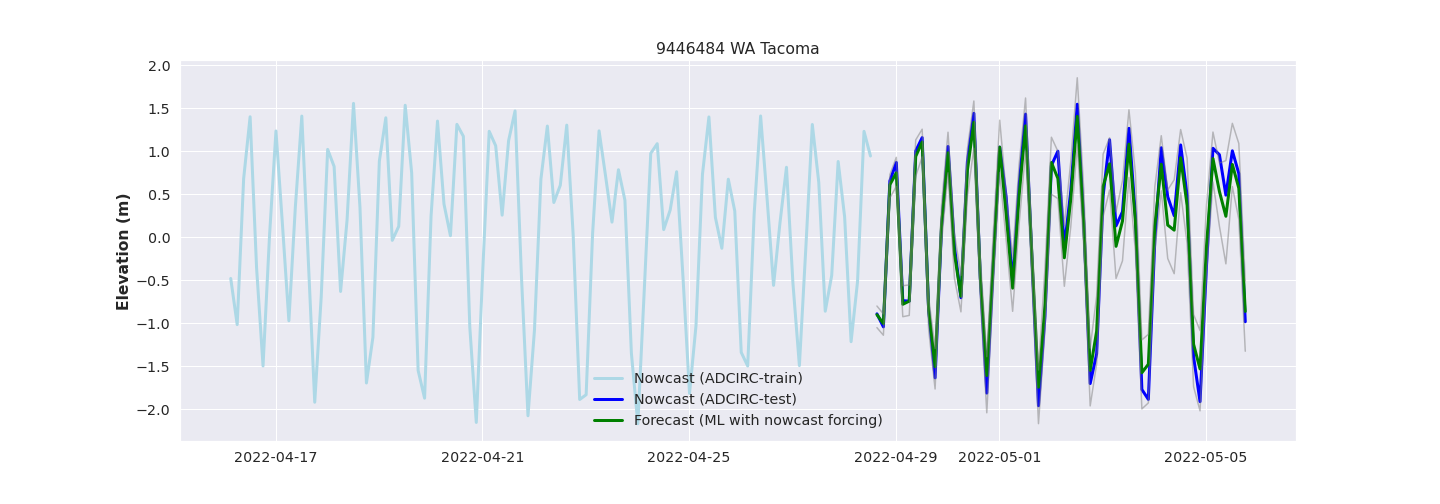 9446484 WA Tacoma
Elevation (m)
2.0
1.5
1.0
0.5
0.0
−0.5
−1.0
−1.5
−2.0
Nowcast (ADCIRC-train)
Nowcast (ADCIRC-test)
Forecast (ML with nowcast forcing)
2022-04-17 2022-04-21 2022-04-25 2022-04-29 2022-05-01 2022-05-05